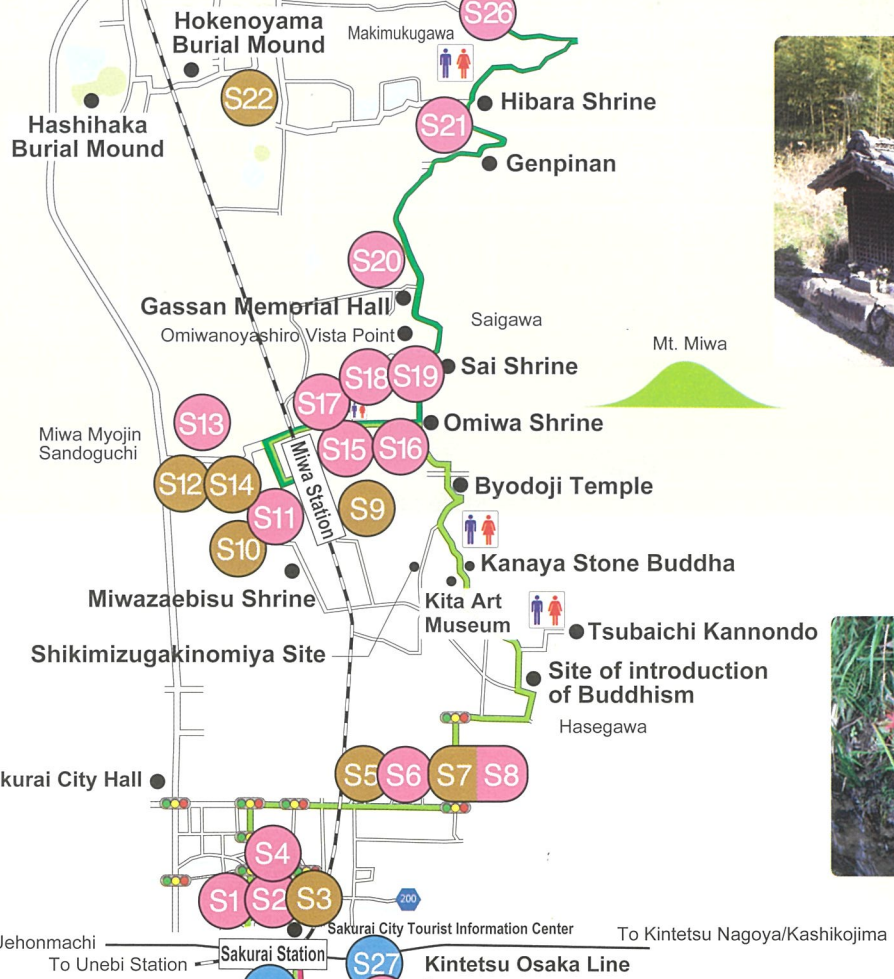 S26
Hokenoyama
Burial Mound
Makimukugawa
S22
Hibara Shrine
S21
Hashihaka
Burial Mound
Genpinan
S20
Gassan Memorial Hall
Omiwanoyashiro Vista Point
Saigawa
Mt. Miwa
Sai Shrine
S18
S19
S17
S13
Omiwa Shrine
Miwa Myojin
Sandoguchi
S15
S16
Miwa Station
S12
S14
Byodoji Temple
S9
S11
S10
Kanaya Stone Buddha
Miwazaebisu Shrine
Kita Art
Museum
Tsubaichi Kannondo
Shikimizugakinomiya Site
Site of introduction
of Buddhism
Hasegawa
S5
S6
S7
S8
kurai City Hall
S4
S1
S2
S3
200
Sakurai City Tourist Information Center
Uehonmachi
To Kintetsu Nagoya/Kashikojima
Sakurai Station
To Unebi Station
S27
Kintetsu Osaka Line